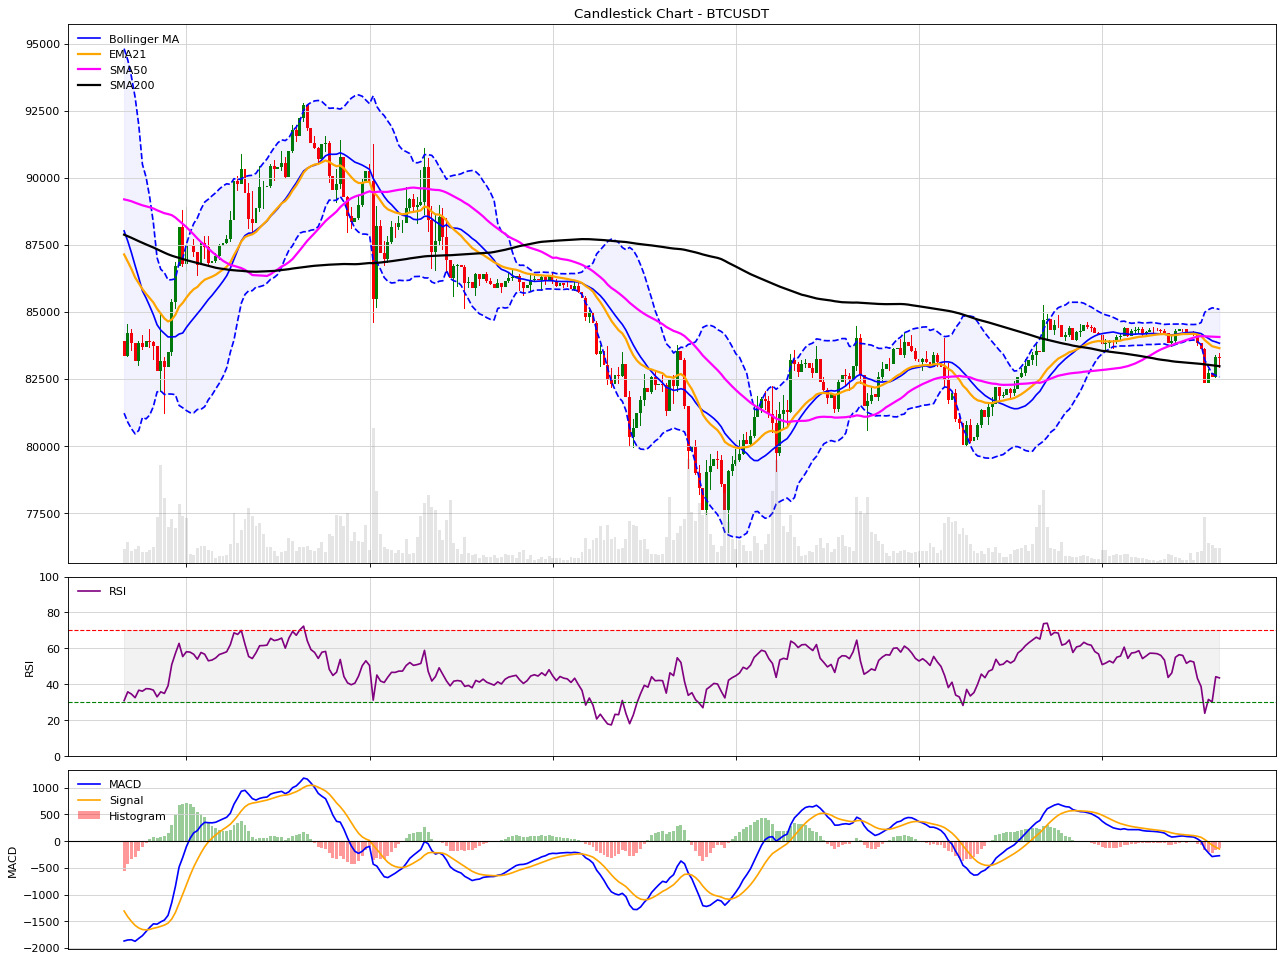 Candlestick Chart - BTCUSDT
95000
92500
90000
87500
85000
82500
80000
77500
Bollinger MA
EMA21
SMA50
SMA200
RSI
100
80
60
40
20
0
RSI
MACD
1000
500
0
−500
−1000
−1500
−2000
MACD
Signal
Histogram